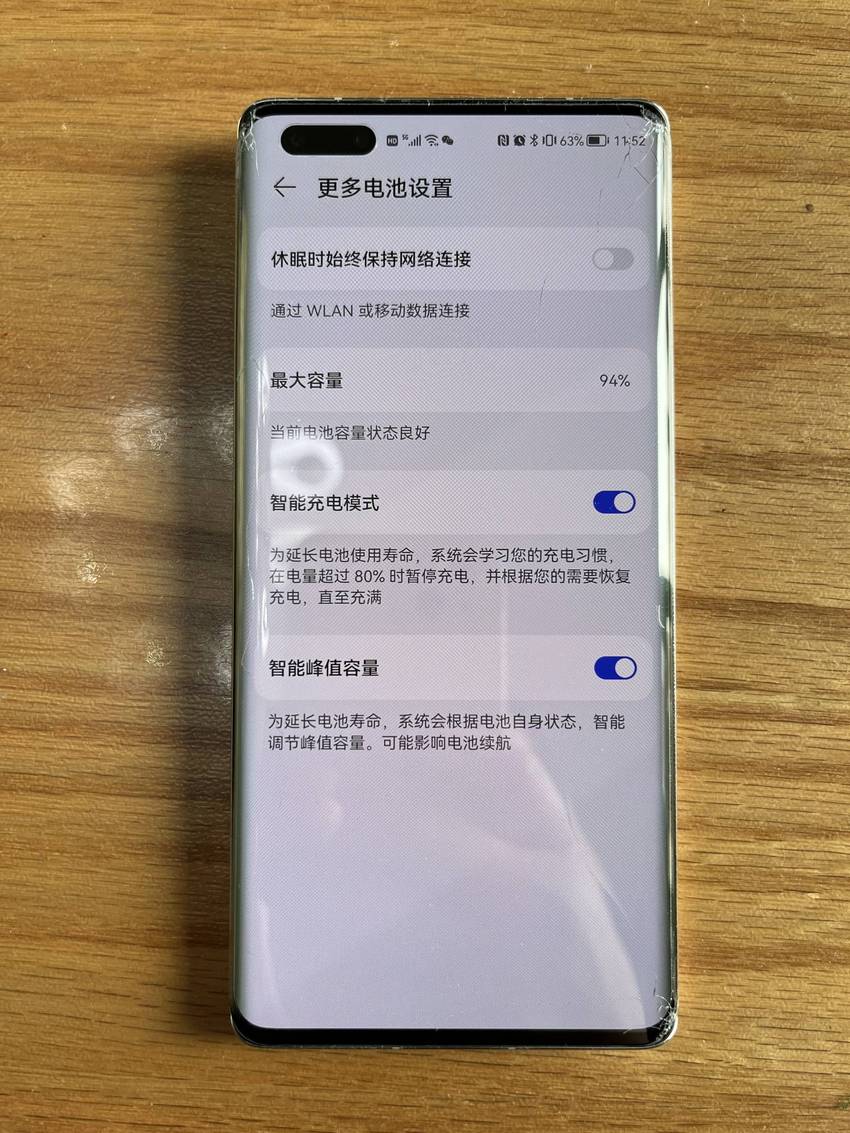 HD 5G 63% 11:52
更多电池设置
休眠时始终保持网络连接
通过 WLAN 或移动数据连接
最大容量 94%
当前电池容量状态良好
智能充电模式
为延长电池使用寿命，系统会学习您的充电习惯，
在电量超过 80% 时暂停充电，并根据您的需要恢复
充电，直至充满
智能峰值容量
为延长电池寿命，系统会根据电池自身状态，智能
调节峰值容量。可能影响电池续航